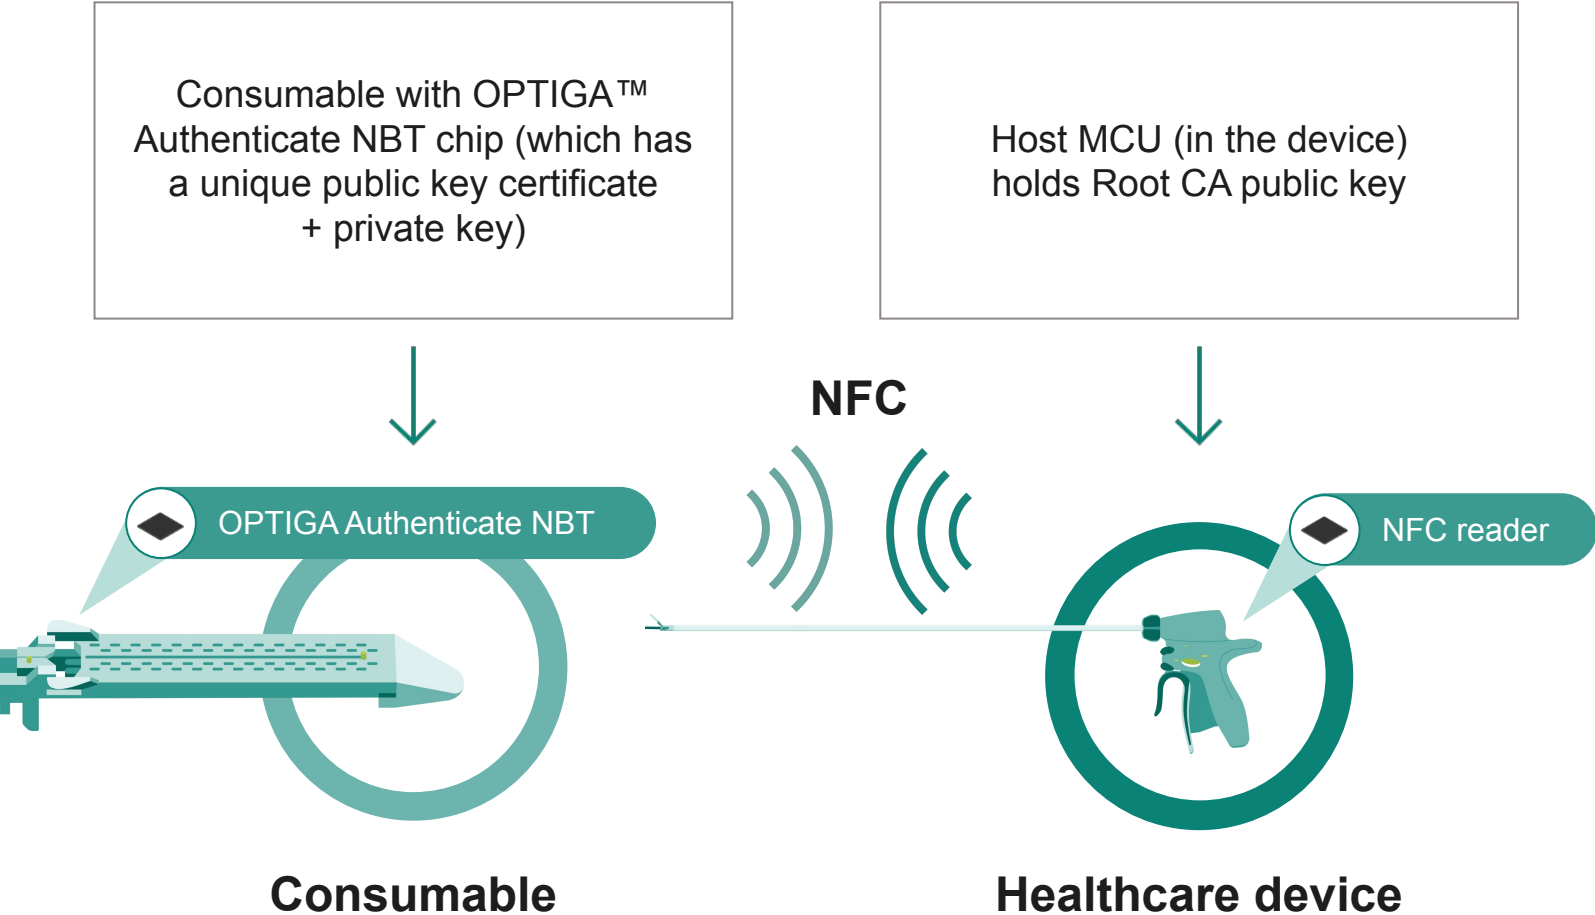 Consumable with OPTIGA™
Authenticate NBT chip (which has
a unique public key certificate
+ private key)
Host MCU (in the device)
holds Root CA public key
NFC
OPTIGA Authenticate NBT
NFC reader
Consumable
Healthcare device